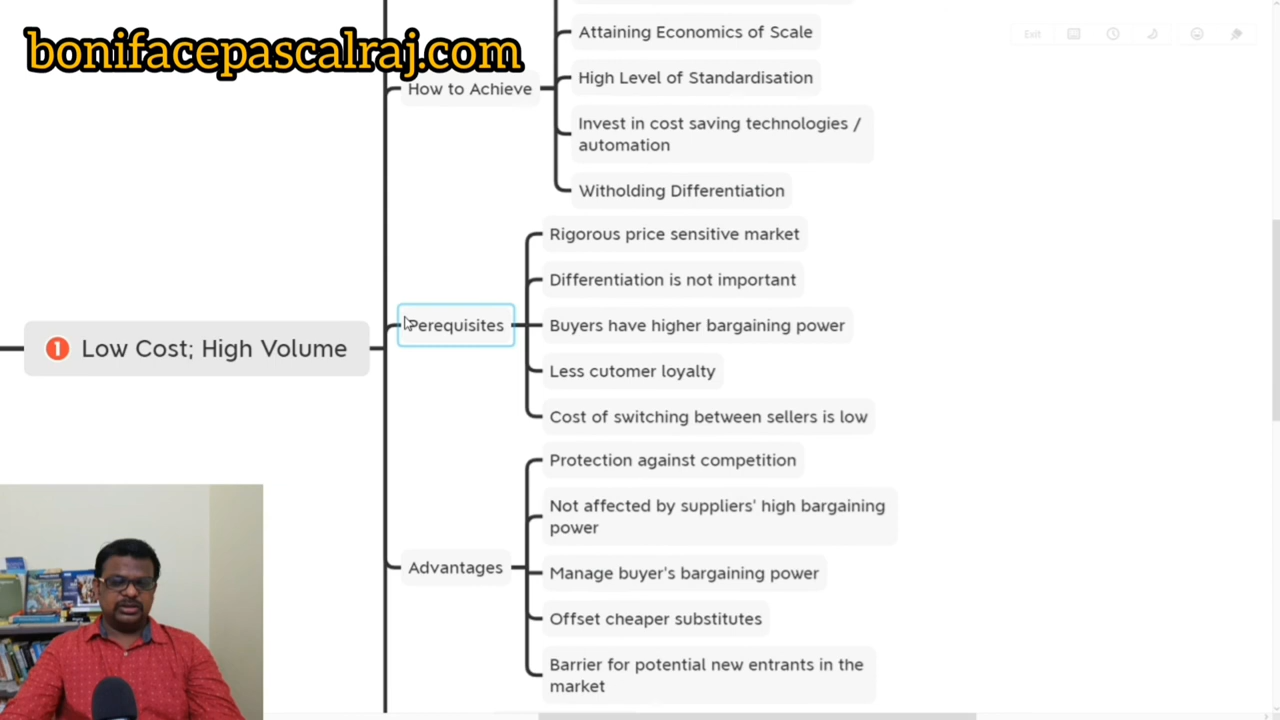 bonifacepascalraj.com
Exit
Attaining Economics of Scale
How to Achieve
High Level of Standardisation
Invest in cost saving technologies /
automation
Witholding Differentiation
Rigorous price sensitive market
Differentiation is not important
1 Low Cost; High Volume
Perequisites
Buyers have higher bargaining power
Less cutomer loyalty
Cost of switching between sellers is low
Protection against competition
Not affected by suppliers' high bargaining
power
Advantages
Manage buyer's bargaining power
Offset cheaper substitutes
Barrier for potential new entrants in the
market